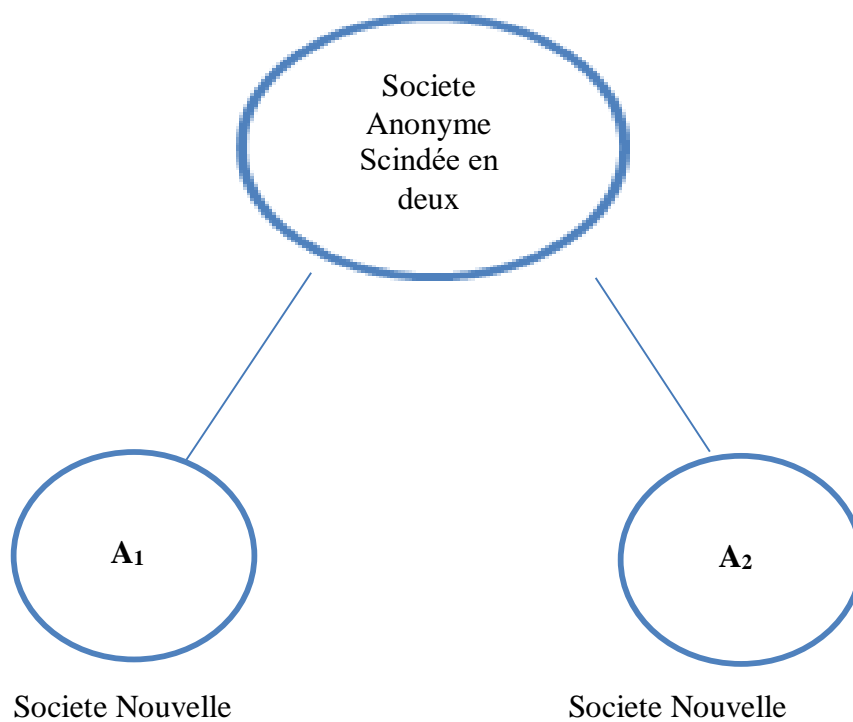 Societe
Anonyme
Scindée en
deux
A₁
A₂
Societe Nouvelle
Societe Nouvelle